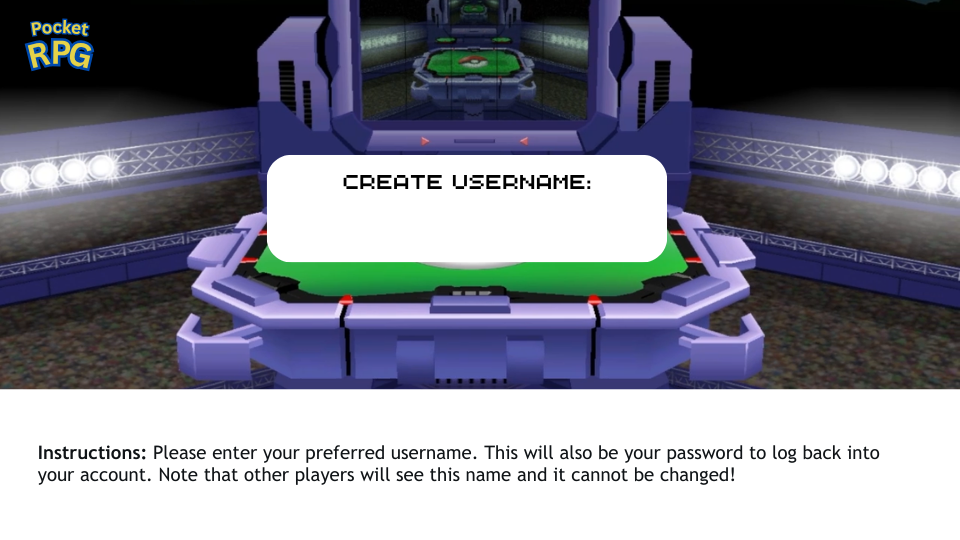 Pocket
RPG
CREATE USERNAME:
Instructions: Please enter your preferred username. This will also be your password to log back into
your account. Note that other players will see this name and it cannot be changed!